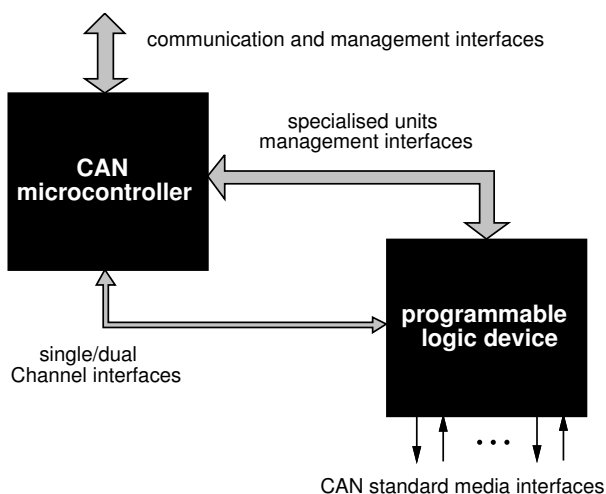 communication and management interfaces
specialised units
management interfaces
CAN
microcontroller
programmable
logic device
single/dual
Channel interfaces
...
CAN standard media interfaces